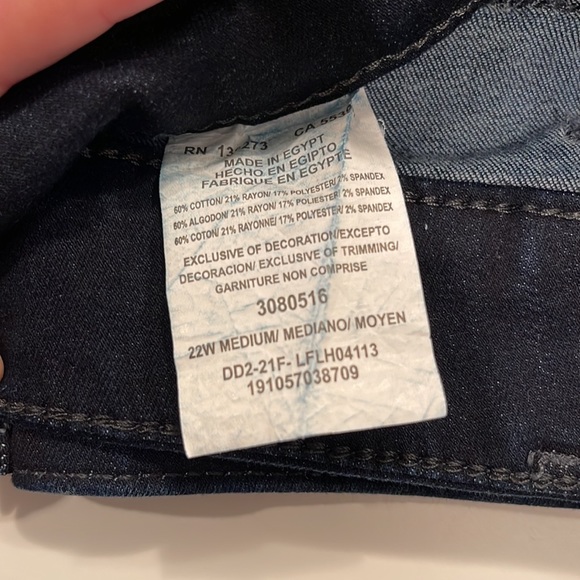 RN 13-273 CA
MADE IN EGYPT
HECHO EN EGIPTO
FABRIQUE EN EGYPTE
60% COTTON/ 21% RAYON/ 17% POLYESTER/ 2% SPANDEX
60% ALGODON/ 21% RAYON/ 17% POLIESTER/ 2% SPANDEX
60% COTON/ 21% RAYONNE/ 17% POLYESTER/ 2% SPANDEX
EXCLUSIVE OF DECORATION/EXCEPTO
DECORACION/ EXCLUSIVE OF TRIMMING/
GARNITURE NON COMPRISE
3080516
22W MEDIUM/ MEDIANO/ MOYEN
DD2-21F- LFLH04113
191057038709